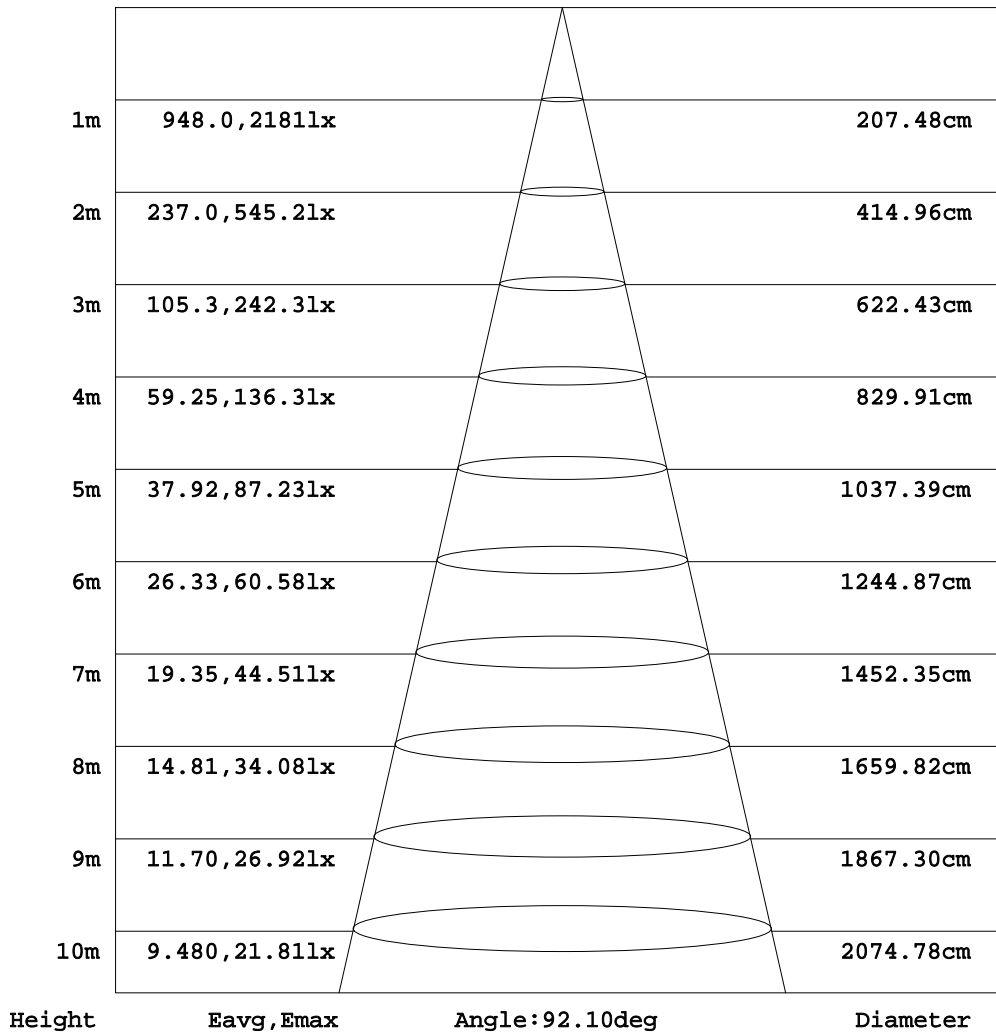 1m 948.0,2181lx 207.48cm
2m 237.0,545.2lx 414.96cm
3m 105.3,242.3lx 622.43cm
4m 59.25,136.3lx 829.91cm
5m 37.92,87.23lx 1037.39cm
6m 26.33,60.58lx 1244.87cm
7m 19.35,44.51lx 1452.35cm
8m 14.81,34.08lx 1659.82cm
9m 11.70,26.92lx 1867.30cm
10m 9.480,21.81lx 2074.78cm
Height Eavg,Emax Angle:92.10deg Diameter